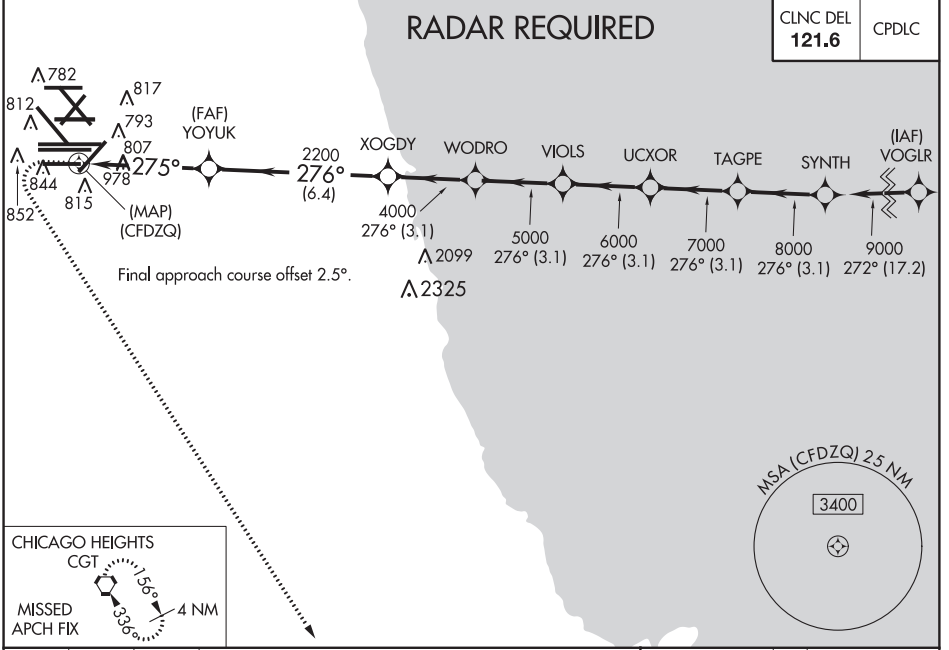 RADAR REQUIRED
CLNC DEL
121.6
CPDLC
782
812
817
793
807
978
844
815
852
275°
(FAF)
YOYUK
2200
276°
(6.4)
XOGDY
WODRO
VIOLS
UCXOR
TAGPE
SYNTH
(IAF)
VOGLR
(MAP)
(CFDZQ)
4000
276° (3.1)
5000
276° (3.1)
6000
276° (3.1)
7000
276° (3.1)
8000
276° (3.1)
9000
272° (17.2)
2099
2325
Final approach course offset 2.5°.
MSA (CFDZQ) 25 NM
3400
CHICAGO HEIGHTS
CGT
156°
336°
4 NM
MISSED
APCH FIX